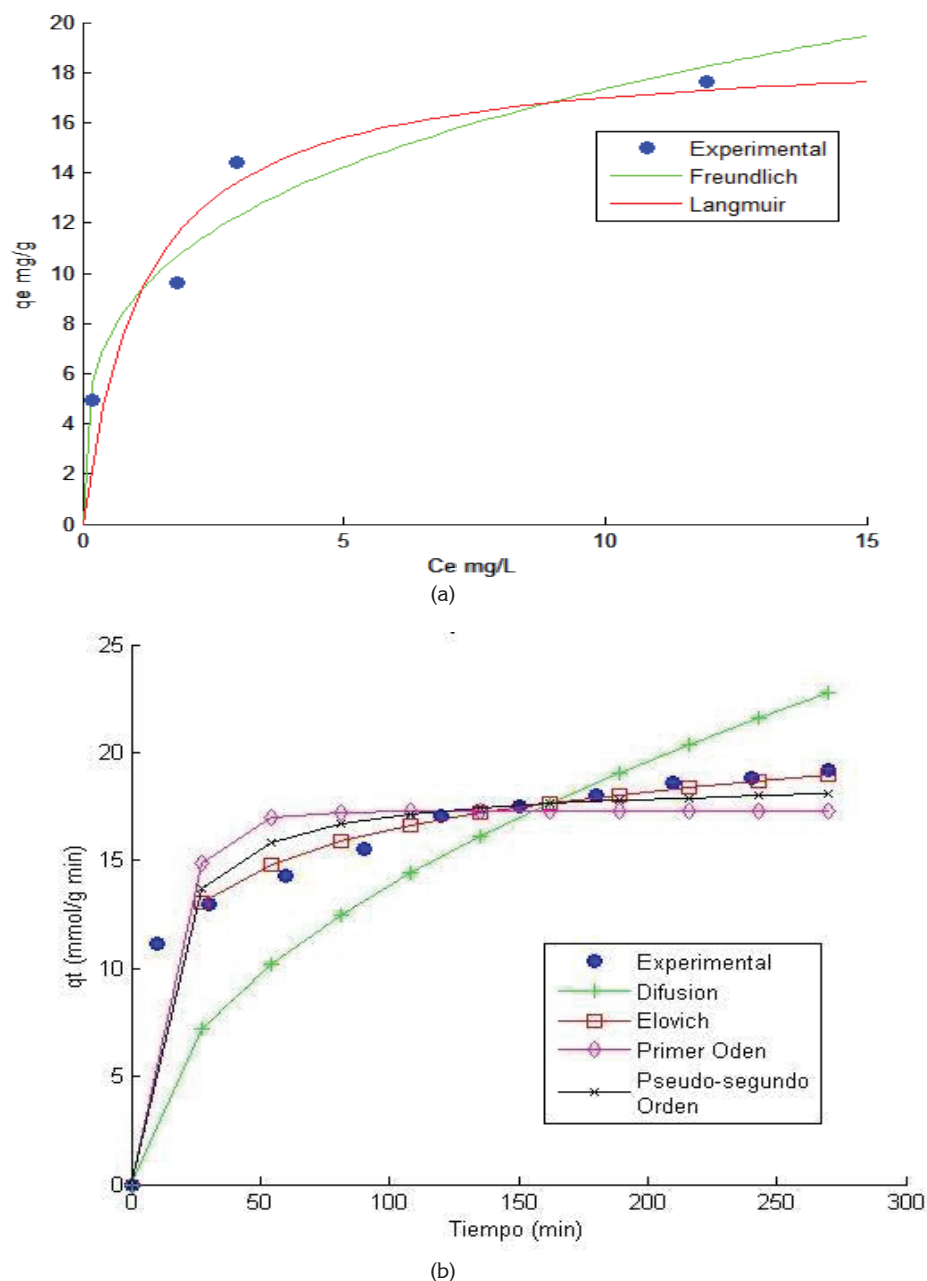 20
18
16
14
12
10
8
6
4
2
0
qe mg/g
Experimental
Freundlich
Langmuir
0 5 10 15
Ce mg/L
(a)
25
20
15
10
5
0
qt (mmol/g min)
Experimental
Difusion
Elovich
Primer Oden
Pseudo-segundo
Orden
0 50 100 150 200 250 300
Tiempo (min)
(b)